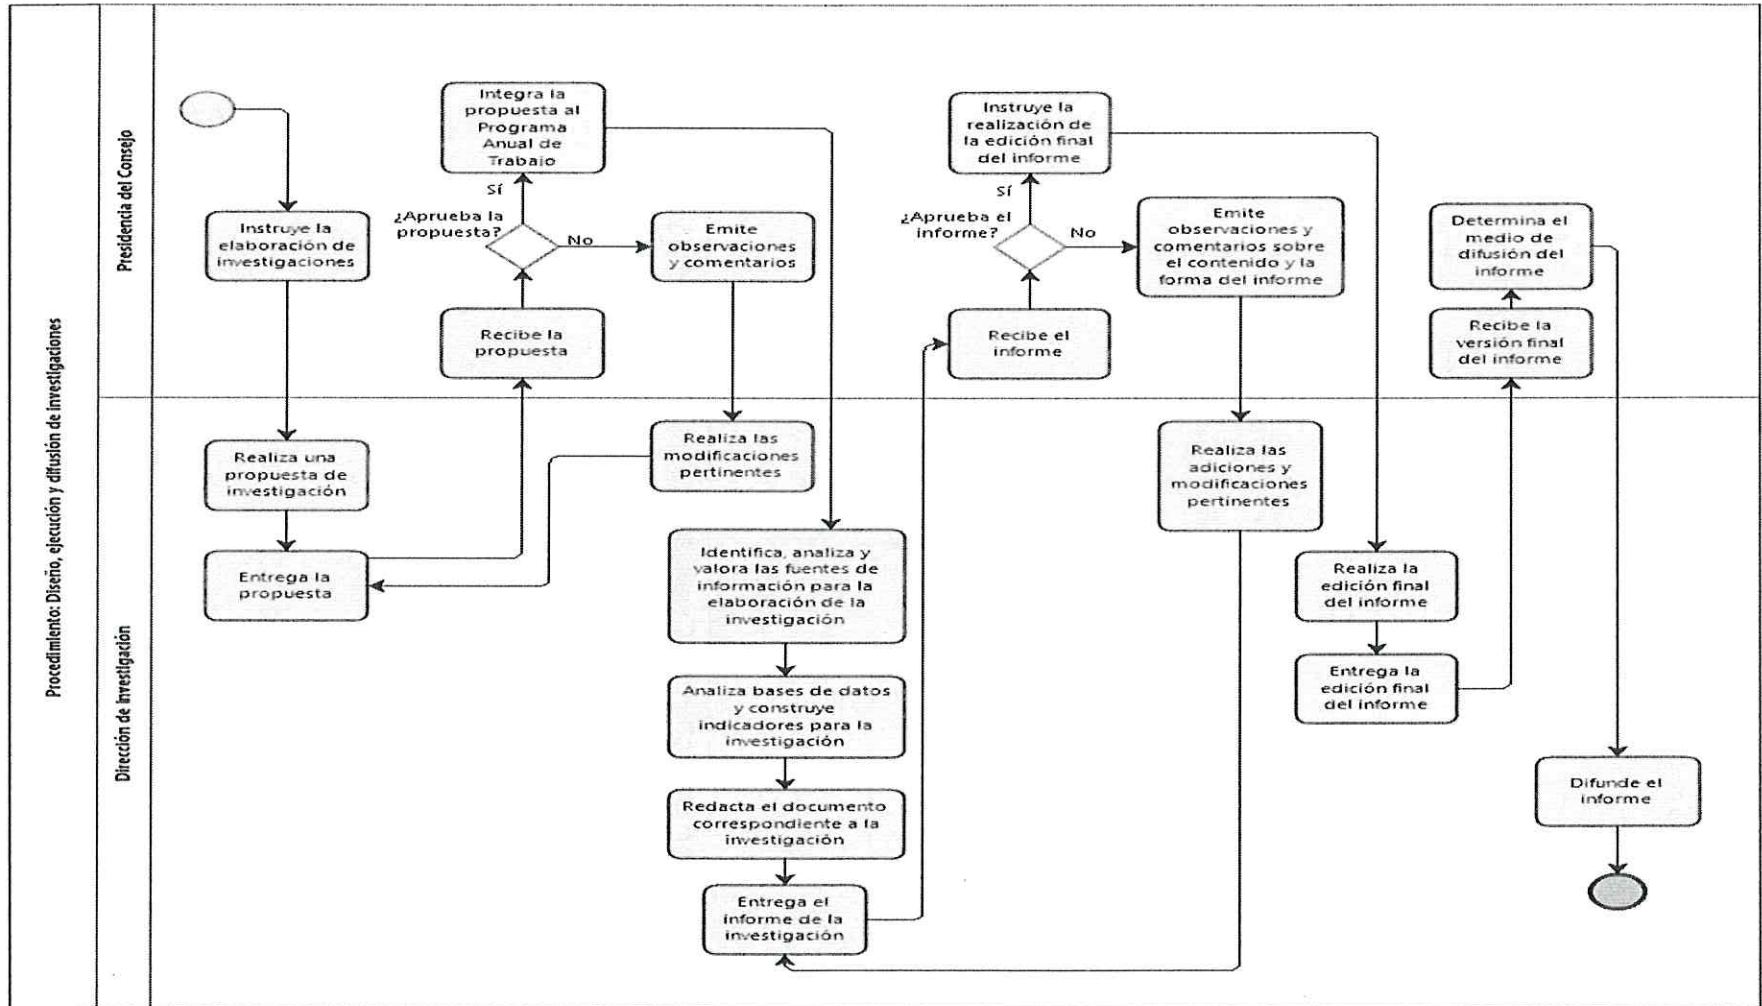 Procedimiento: Diseño, ejecución y difusión de investigaciones
Presidencia del Consejo
Instruye la
elaboración de
investigaciones
Integra la
propuesta al
Programa
Anual de
Trabajo
Sí
¿Aprueba la
propuesta?
No
Emite
observaciones
y comentarios
Recibe la
propuesta
Instruye la
realización de
la edición final
del informe
Sí
¿Aprueba el
informe?
No
Emite
observaciones y
comentarios sobre
el contenido y la
forma del informe
Recibe el
informe
Determina el
medio de
difusión del
informe
Recibe la
versión final
del informe
Dirección de Investigación
Realiza una
propuesta de
investigación
Entrega la
propuesta
Realiza las
modificaciones
pertinentes
Identifica, analiza y
valora las fuentes de
información para la
elaboración de la
investigación
Analiza bases de datos
y construye
indicadores para la
investigación
Redacta el documento
correspondiente a la
investigación
Entrega el
informe de la
investigación
Realiza las
adiciones y
modificaciones
pertinentes
Realiza la
edición final
del informe
Entrega la
edición final
del informe
Difunde el
informe